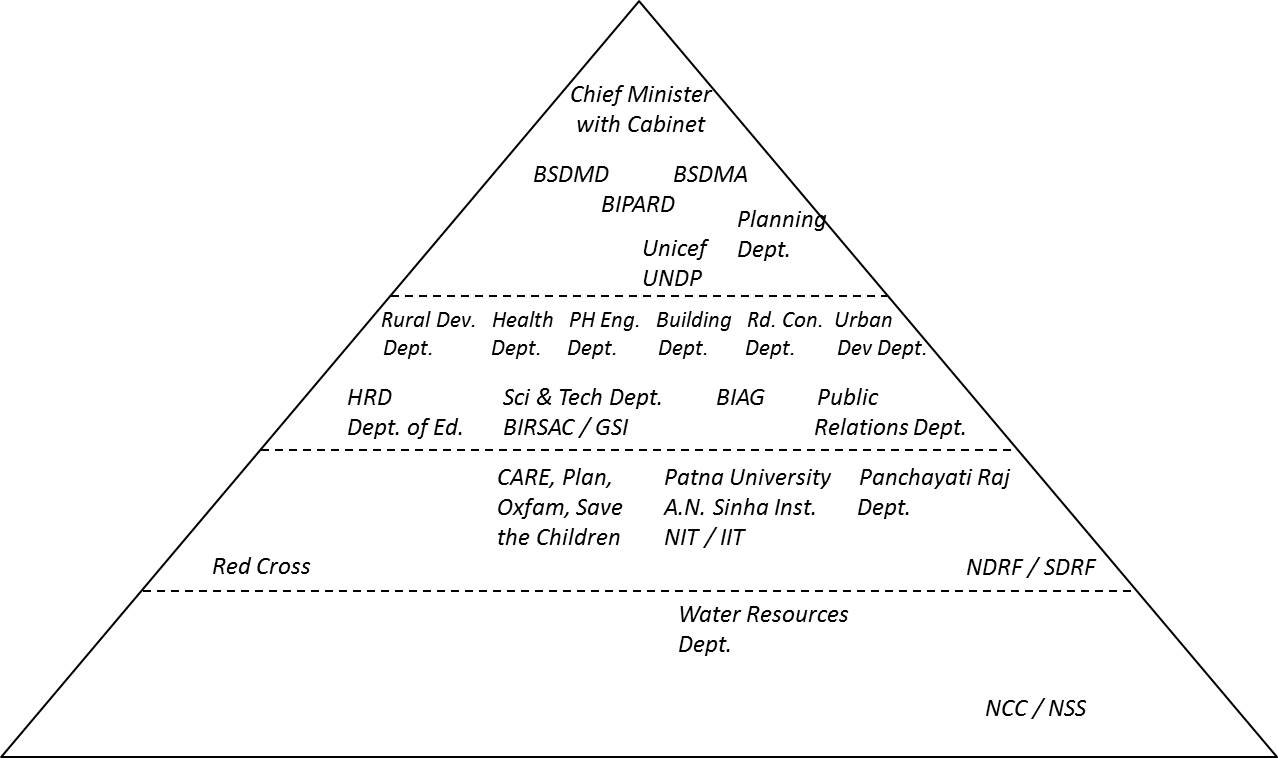 Chief Minister
with Cabinet
BSDMD BSDMA
BIPARD
Planning
Dept.
Unicef
UNDP
Rural Dev. Health PH Eng. Building Rd. Con. Urban
Dept. Dept. Dept. Dept. Dept. Dev Dept.
HRD Sci & Tech Dept. BIAG Public
Dept. of Ed. BIRSAC / GSI Relations Dept.
CARE, Plan, Patna University Panchayati Raj
Oxfam, Save A.N. Sinha Inst. Dept.
the Children NIT / IIT
Red Cross NDRF / SDRF
Water Resources
Dept.
NCC / NSS